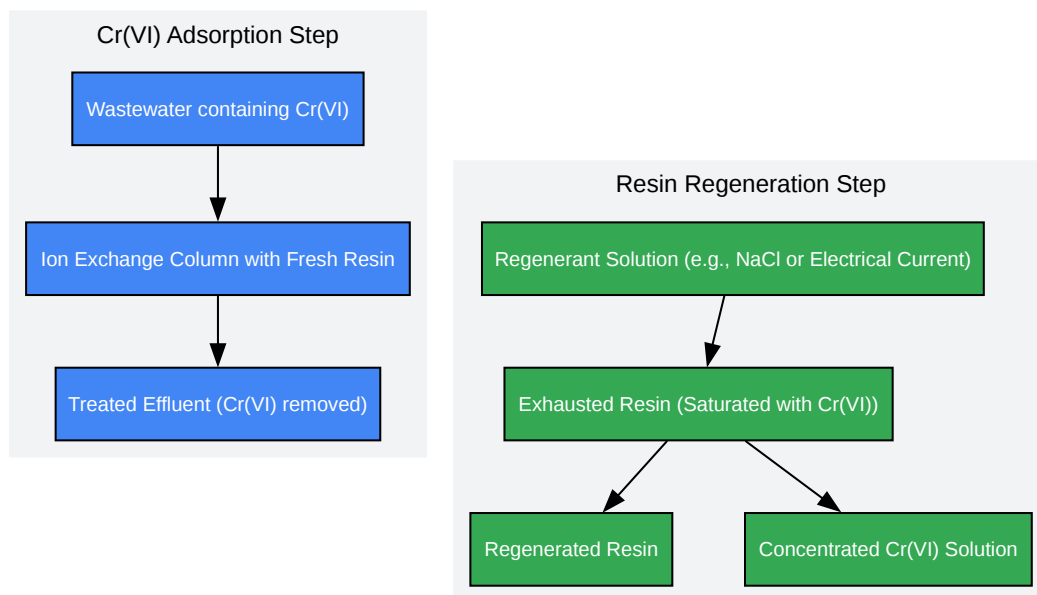 Cr(VI) Adsorption Step
Wastewater containing Cr(VI)
Ion Exchange Column with Fresh Resin
Treated Effluent (Cr(VI) removed)
Resin Regeneration Step
Regenerant Solution (e.g., NaCl or Electrical Current)
Exhausted Resin (Saturated with Cr(VI))
Regenerated Resin
Concentrated Cr(VI) Solution